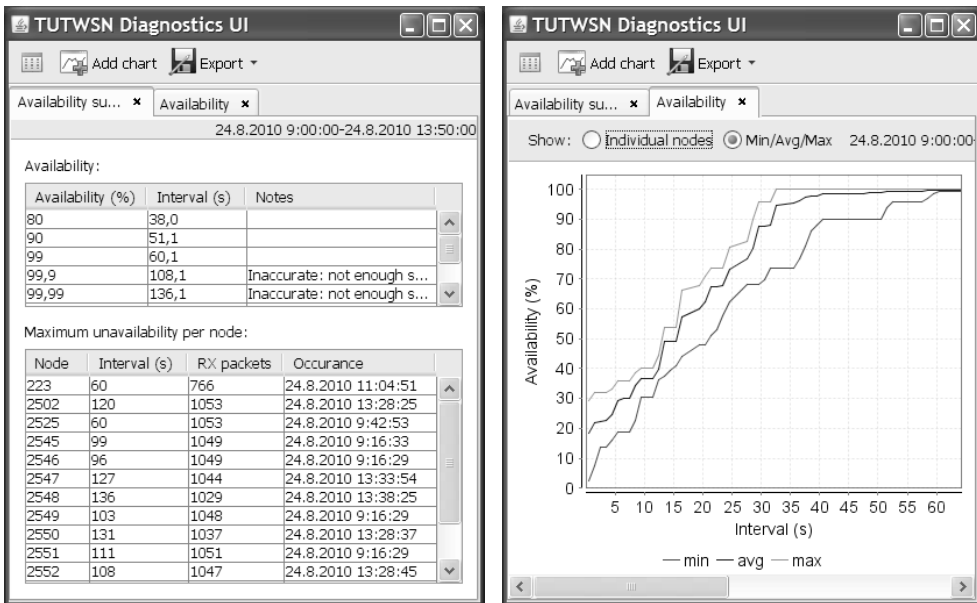 TUTWSN Diagnostics UI
Add chart Export
Availability su... Availability
24.8.2010 9:00:00-24.8.2010 13:50:00
Availability:
Availability (%) Interval (s) Notes
80 38,0
90 51,1
99 60,1
99,9 108,1 Inaccurate: not enough s...
99,99 136,1 Inaccurate: not enough s...
Maximum unavailability per node:
Node Interval (s) RX packets Occurance
223 60 766 24.8.2010 11:04:51
2502 120 1053 24.8.2010 13:28:25
2525 60 1053 24.8.2010 9:42:53
2545 99 1049 24.8.2010 9:16:33
2546 96 1049 24.8.2010 9:16:29
2547 127 1044 24.8.2010 13:33:54
2548 136 1029 24.8.2010 13:38:25
2549 103 1048 24.8.2010 9:16:29
2550 131 1037 24.8.2010 13:28:37
2551 111 1051 24.8.2010 9:16:29
2552 108 1047 24.8.2010 13:28:45
TUTWSN Diagnostics UI
Add chart Export
Availability su... Availability
Show: Individual nodes Min/Avg/Max 24.8.2010 9:00:00-
Availability (%)
100
90
80
70
60
50
40
30
20
10
0
5 10 15 20 25 30 35 40 45 50 55 60
Interval (s)
min avg max